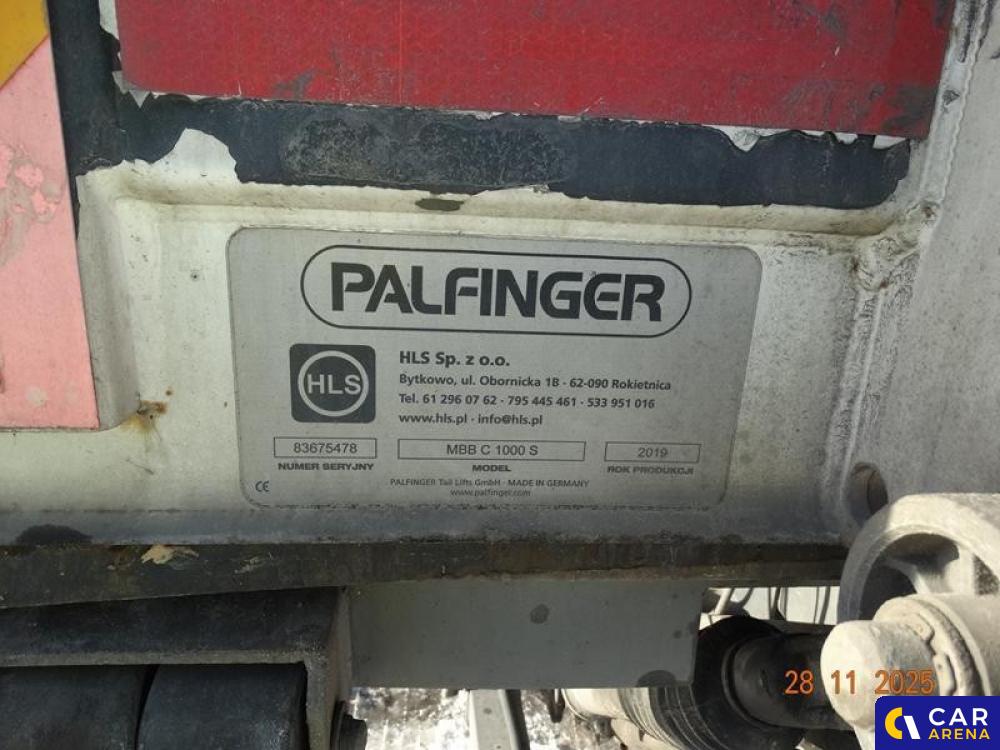 PALFINGER
HLS
HLS Sp. z o.o.
Bytkowo, ul. Obornicka 1B · 62-090 Rokietnica
Tel. 61 296 07 62 · 795 445 461 · 533 951 016
www.hls.pl · info@hls.pl
83675478 MBB C 1000 S 2019
NUMER SERYJNY MODEL ROK PRODUKCJI
CE PALFINGER Tail Lifts GmbH · MADE IN GERMANY
www.palfinger.com
28 11 2025
CAR
ARENA